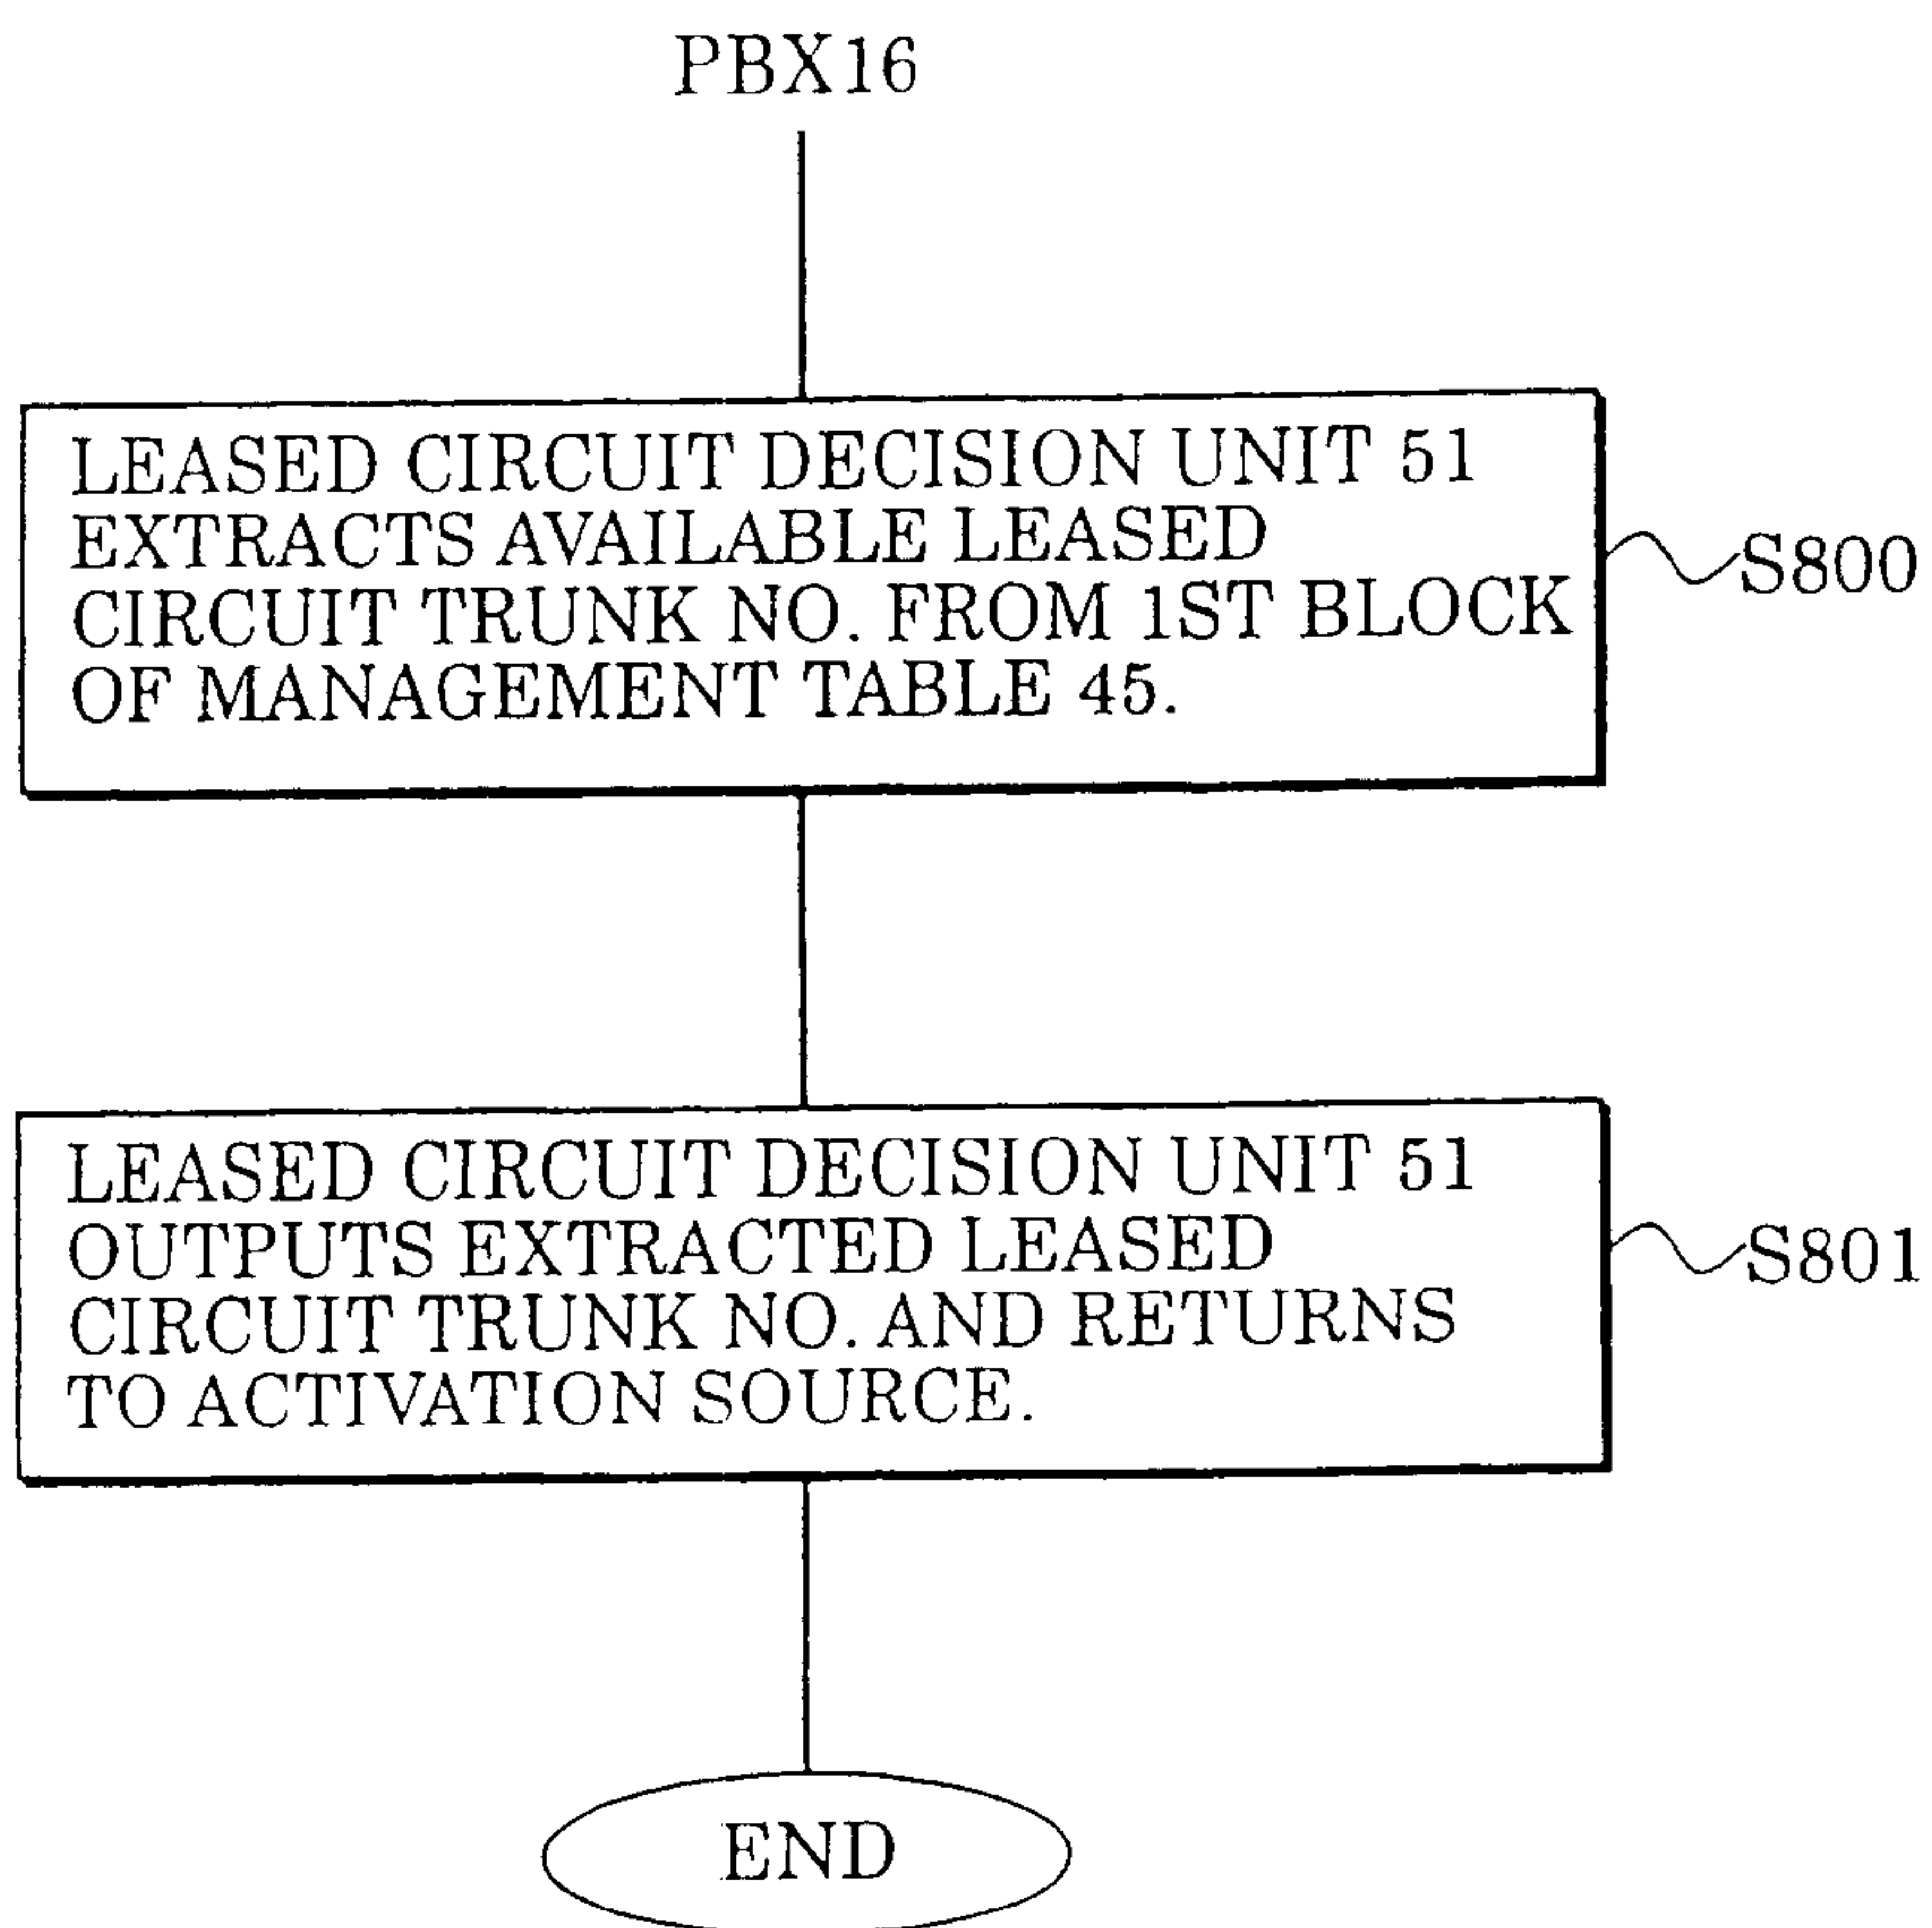 PBX16
LEASED CIRCUIT DECISION UNIT 51
EXTRACTS AVAILABLE LEASED
CIRCUIT TRUNK NO. FROM 1ST BLOCK
OF MANAGEMENT TABLE 45.
S800
LEASED CIRCUIT DECISION UNIT 51
OUTPUTS EXTRACTED LEASED
CIRCUIT TRUNK NO. AND RETURNS
TO ACTIVATION SOURCE.
S801
END